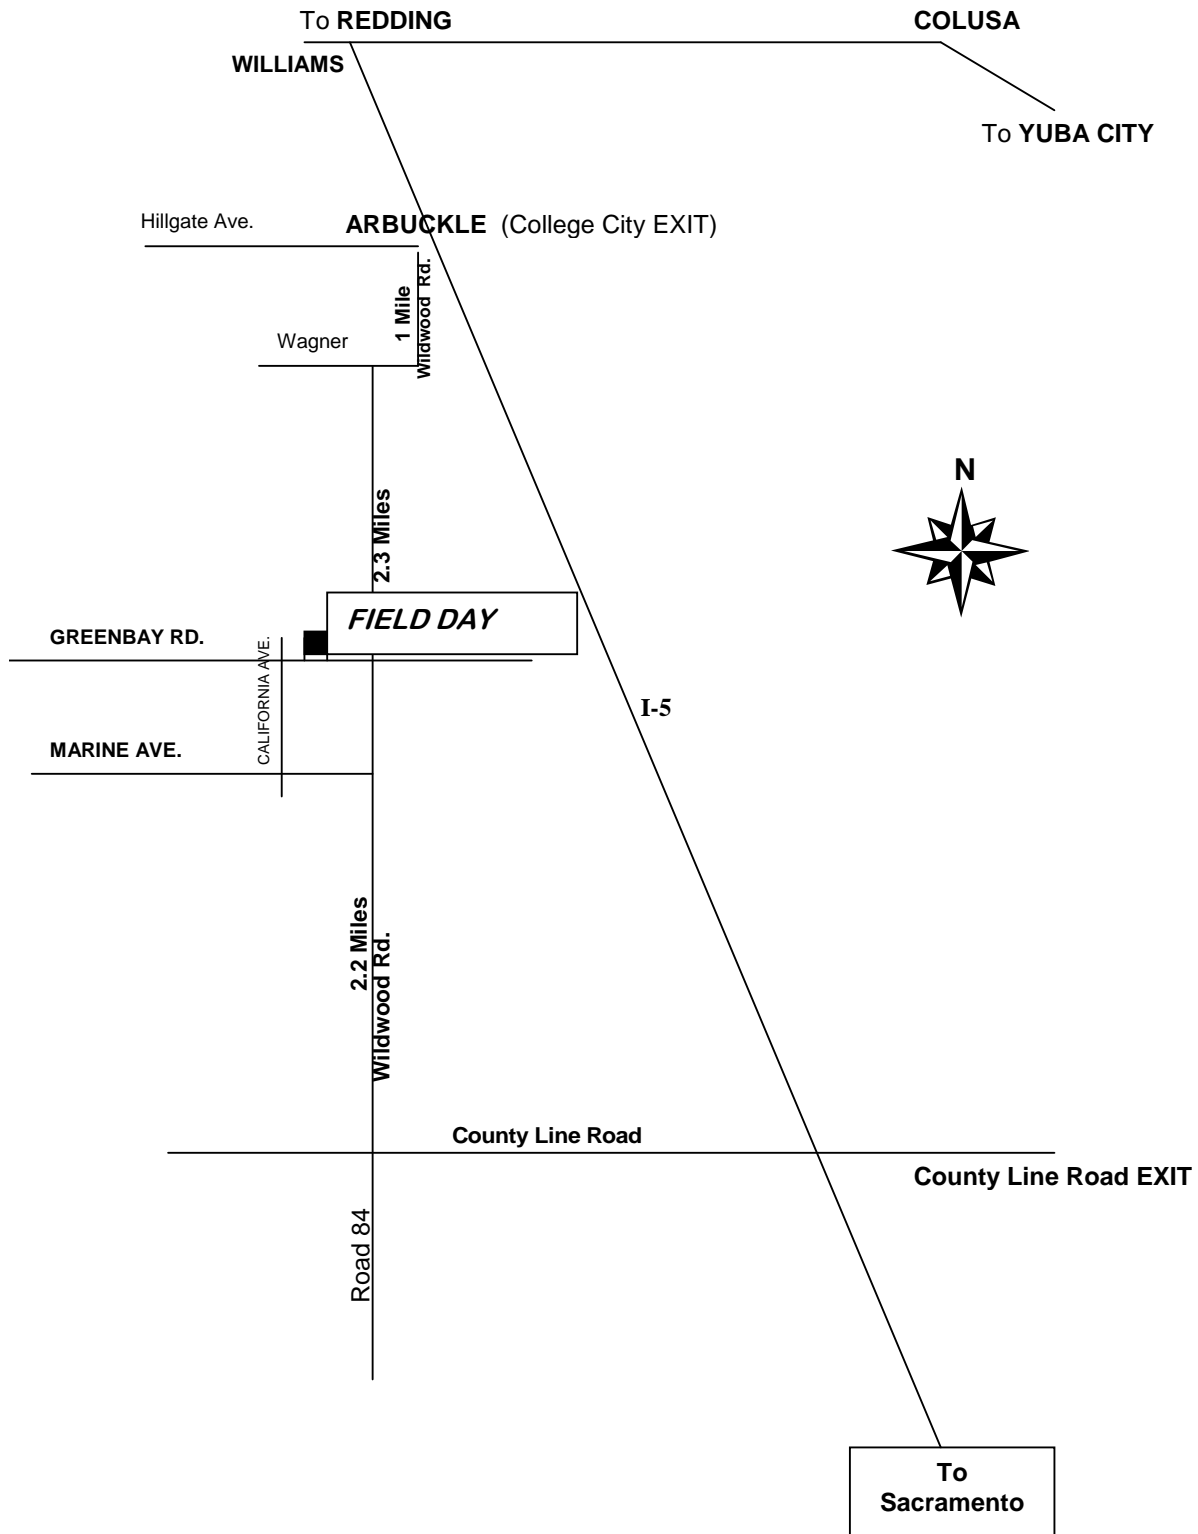 To REDDING
COLUSA
WILLIAMS
To YUBA CITY
Hillgate Ave.
ARBUCKLE (College City EXIT)
1 Mile
Wildwood Rd.
Wagner
N
2.3 Miles
FIELD DAY
GREENBAY RD.
CALIFORNIA AVE.
I-5
MARINE AVE.
2.2 Miles
Wildwood Rd.
County Line Road
County Line Road EXIT
Road 84
To
Sacramento